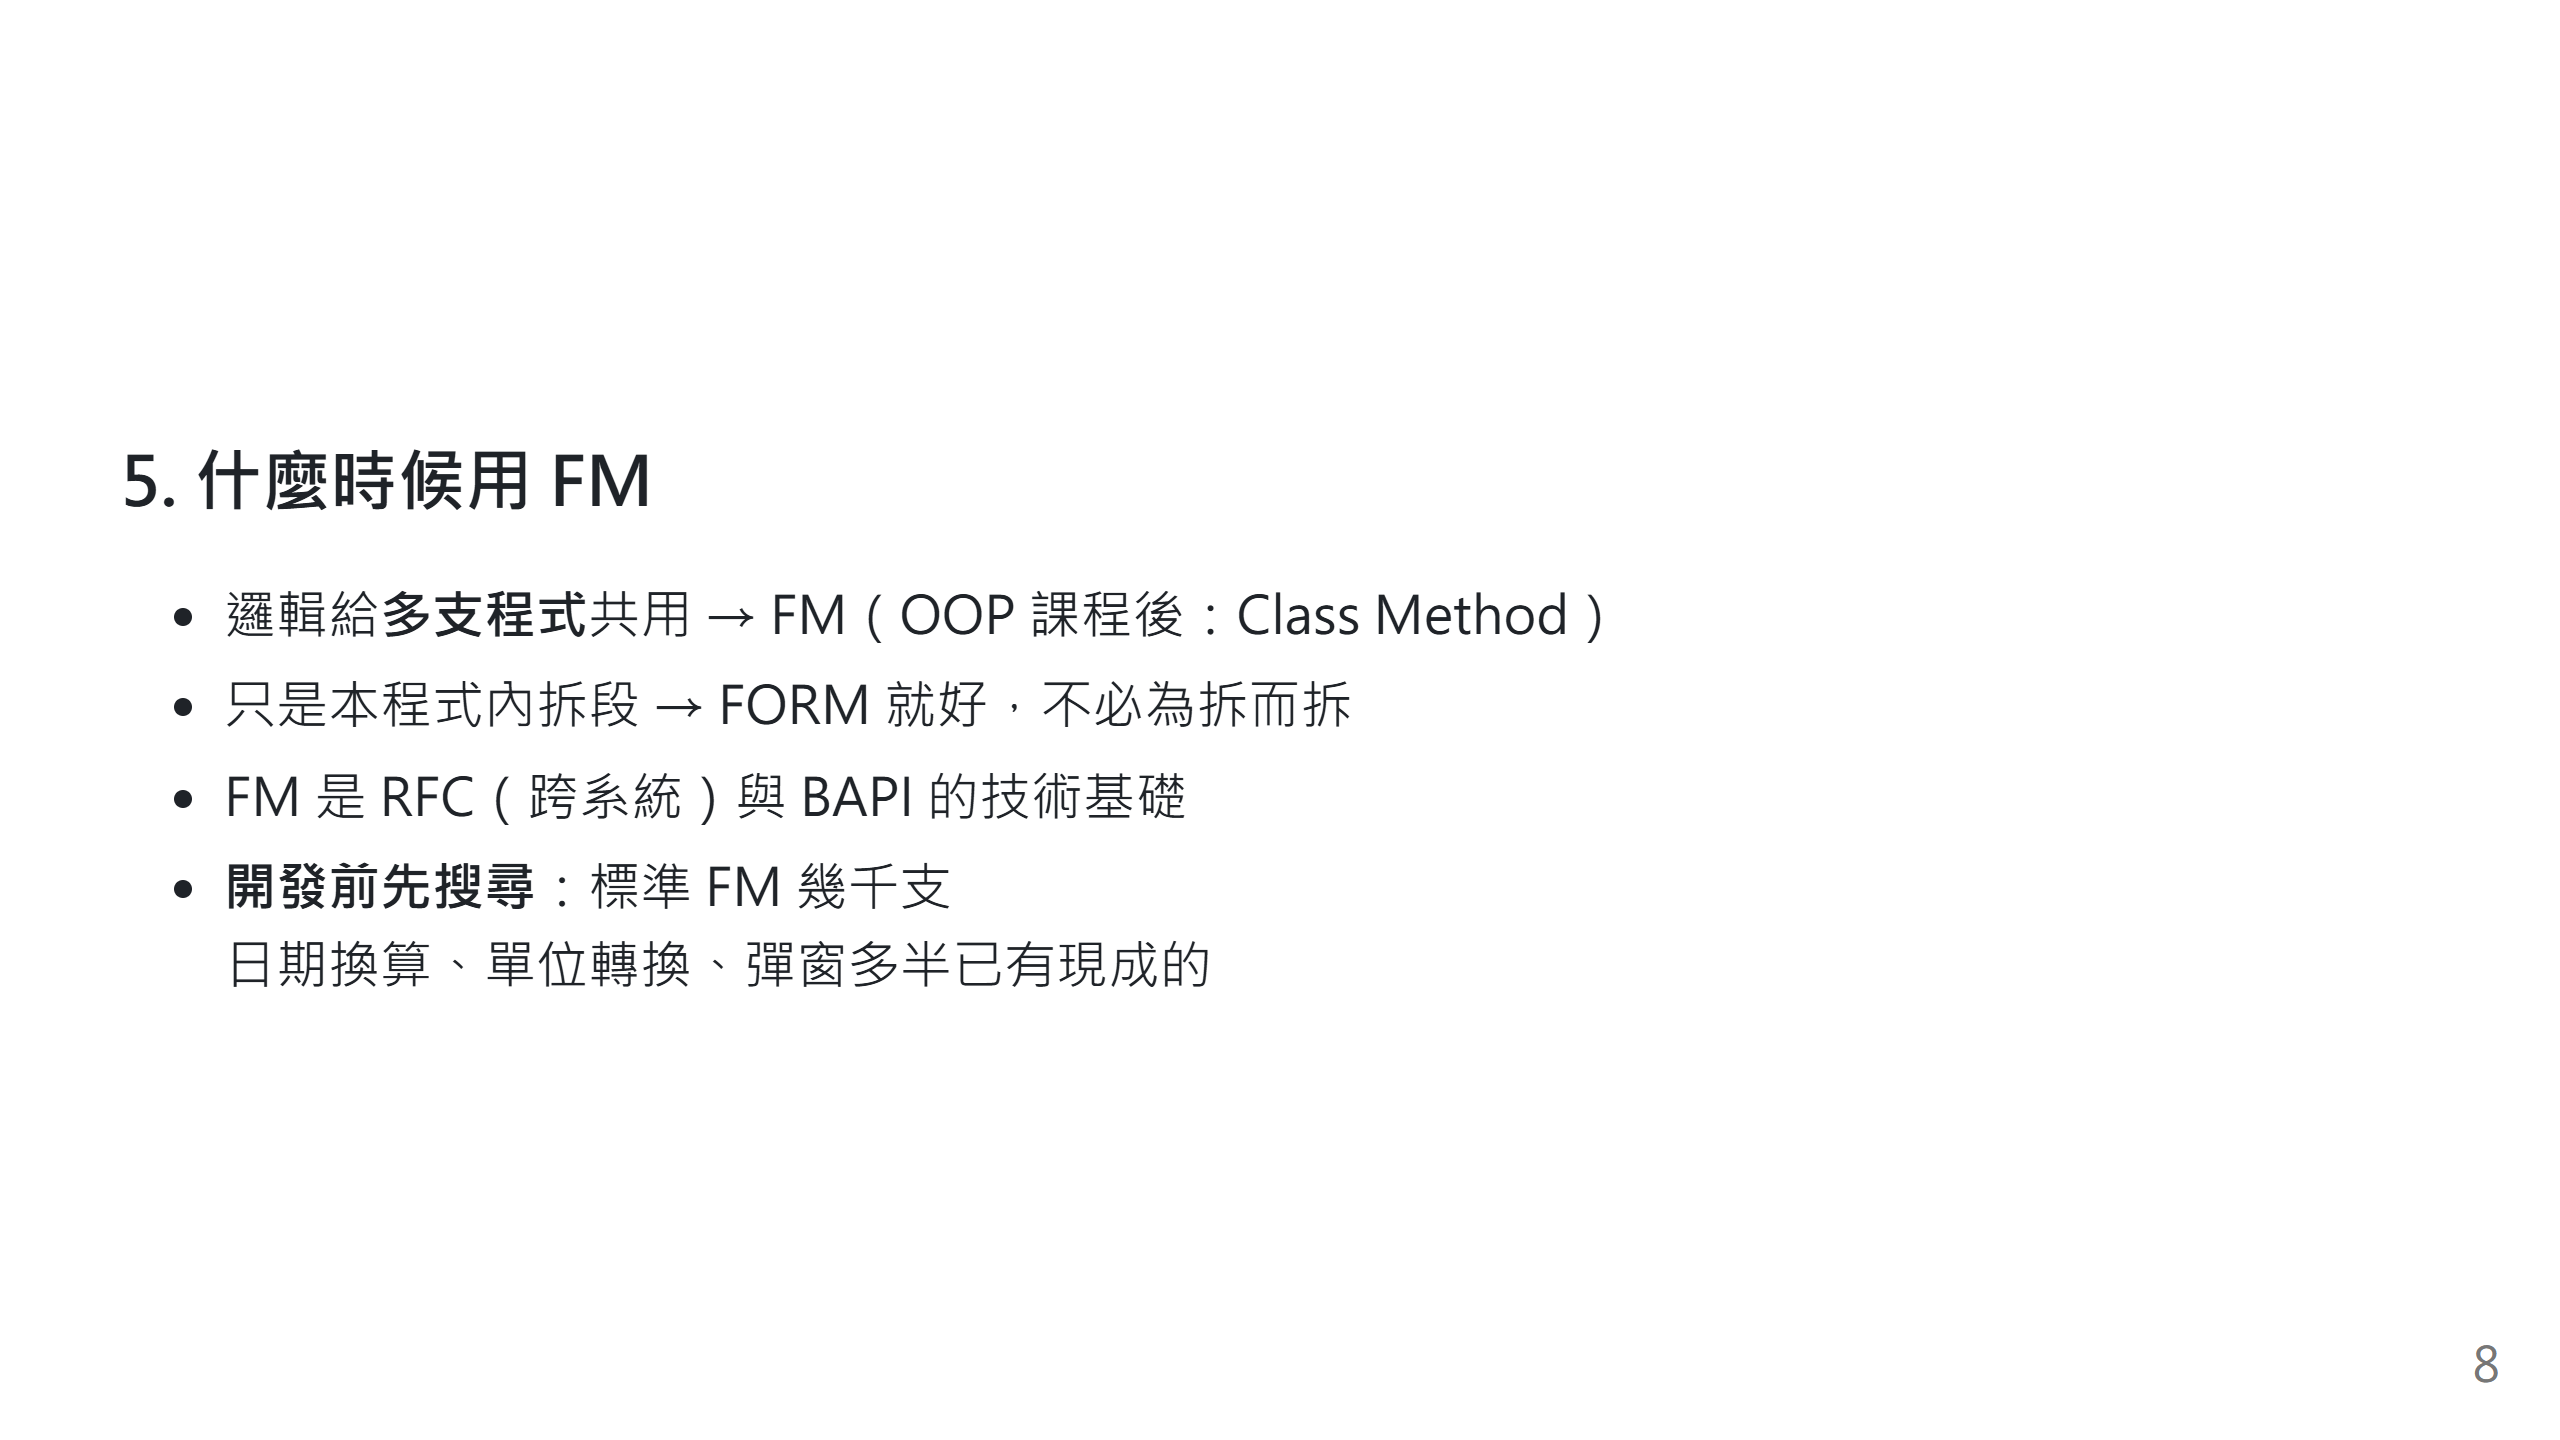 5. 什麼時候用 FM
• 邏輯給多支程式共用 → FM（OOP 課程後：Class Method）
• 只是本程式內拆段 → FORM 就好，不必為拆而拆
• FM 是 RFC（跨系統）與 BAPI 的技術基礎
• 開發前先搜尋：標準 FM 幾千支
日期換算、單位轉換、彈窗多半已有現成的
8